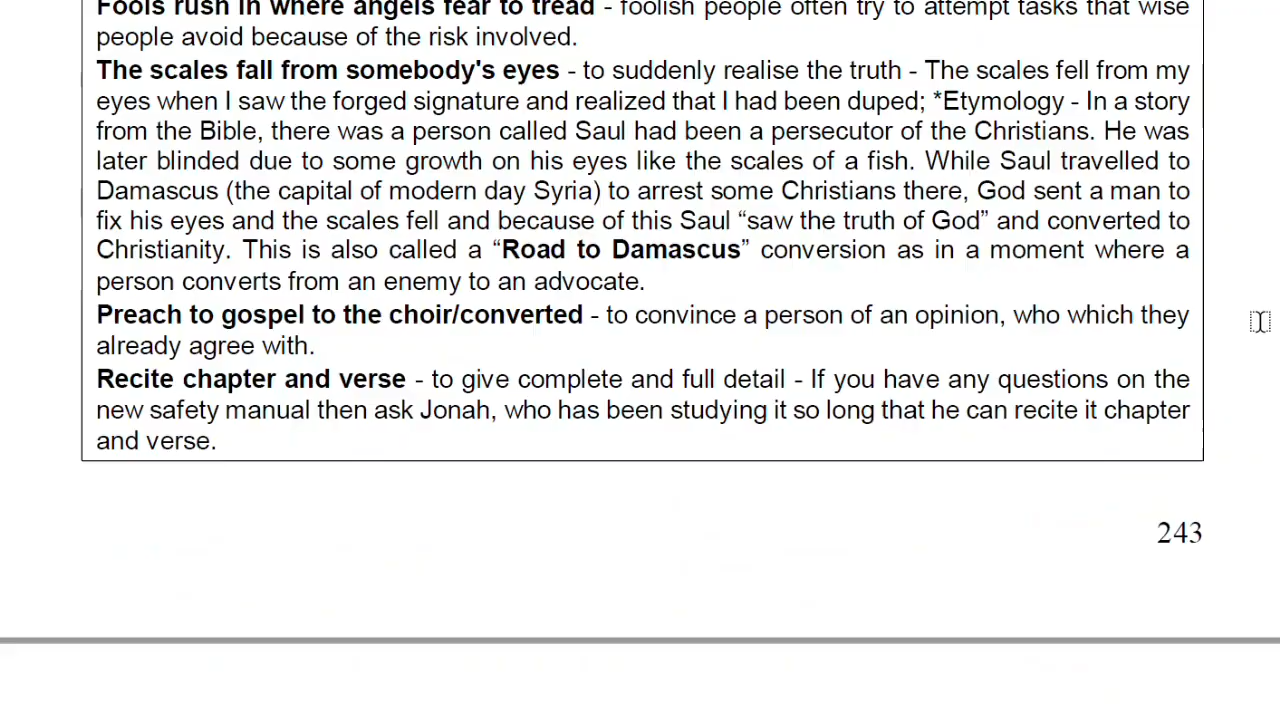 Fools rush in where angels fear to tread - foolish people often try to attempt tasks that wise
people avoid because of the risk involved.
The scales fall from somebody's eyes - to suddenly realise the truth - The scales fell from my
eyes when I saw the forged signature and realized that I had been duped; *Etymology - In a story
from the Bible, there was a person called Saul had been a persecutor of the Christians. He was
later blinded due to some growth on his eyes like the scales of a fish. While Saul travelled to
Damascus (the capital of modern day Syria) to arrest some Christians there, God sent a man to
fix his eyes and the scales fell and because of this Saul “saw the truth of God” and converted to
Christianity. This is also called a “Road to Damascus” conversion as in a moment where a
person converts from an enemy to an advocate.
Preach to gospel to the choir/converted - to convince a person of an opinion, who which they
already agree with.
Recite chapter and verse - to give complete and full detail - If you have any questions on the
new safety manual then ask Jonah, who has been studying it so long that he can recite it chapter
and verse.
243